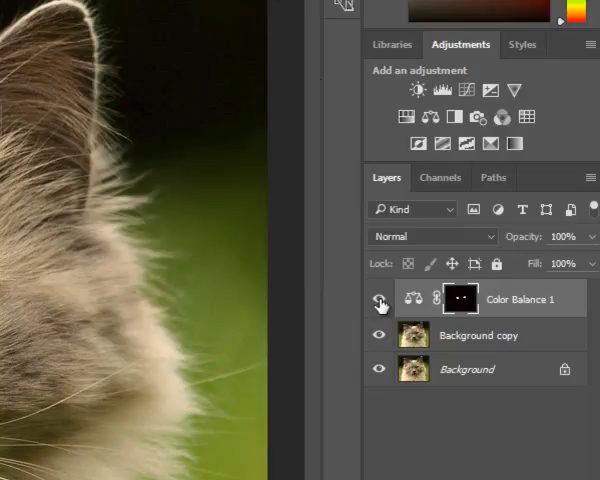 Libraries Adjustments Styles
Add an adjustment
Layers Channels Paths
Kind
Normal Opacity: 100%
Lock: Fill: 100%
Color Balance 1
Background copy
Background